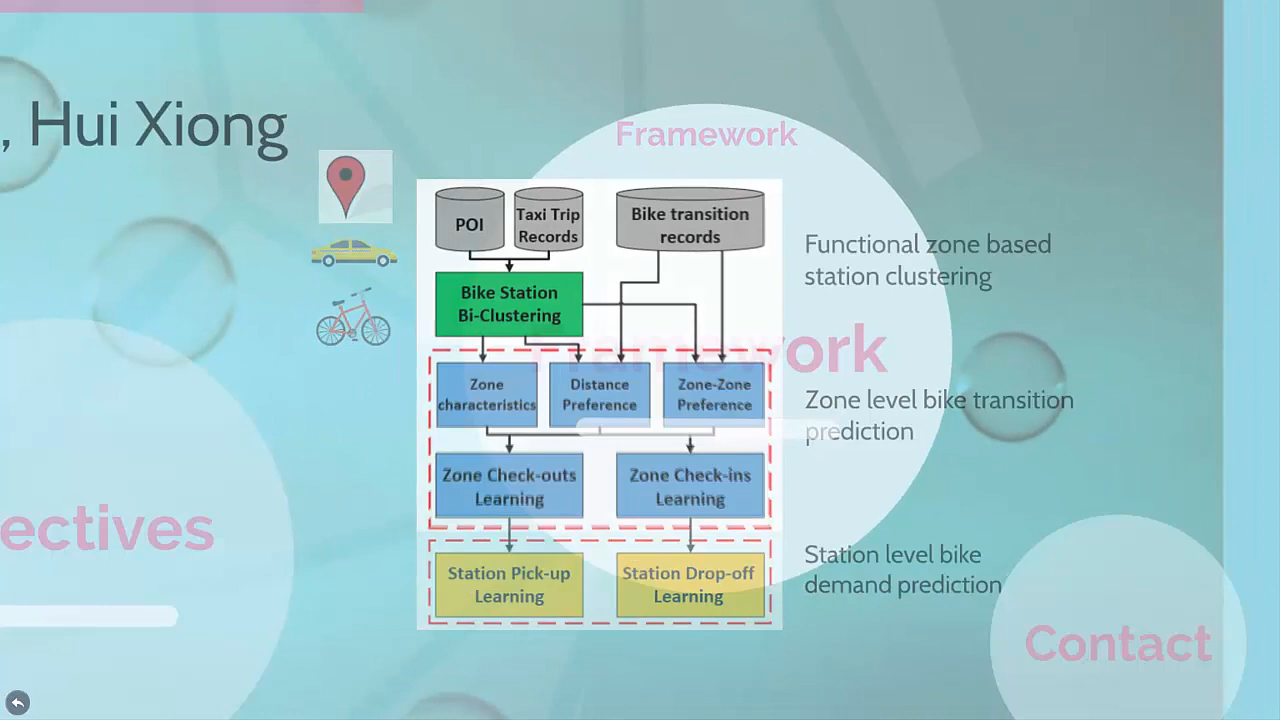 , Hui Xiong
Framework
POI
Taxi Trip
Records
Bike transition
records
Functional zone based
station clustering
Bike Station
Bi-Clustering
Framework
Zone
characteristics
Distance
Preference
Zone-Zone
Preference
Zone level bike transition
prediction
Zone Check-outs
Learning
Zone Check-ins
Learning
ectives
Station Pick-up
Learning
Station Drop-off
Learning
Station level bike
demand prediction
Contact